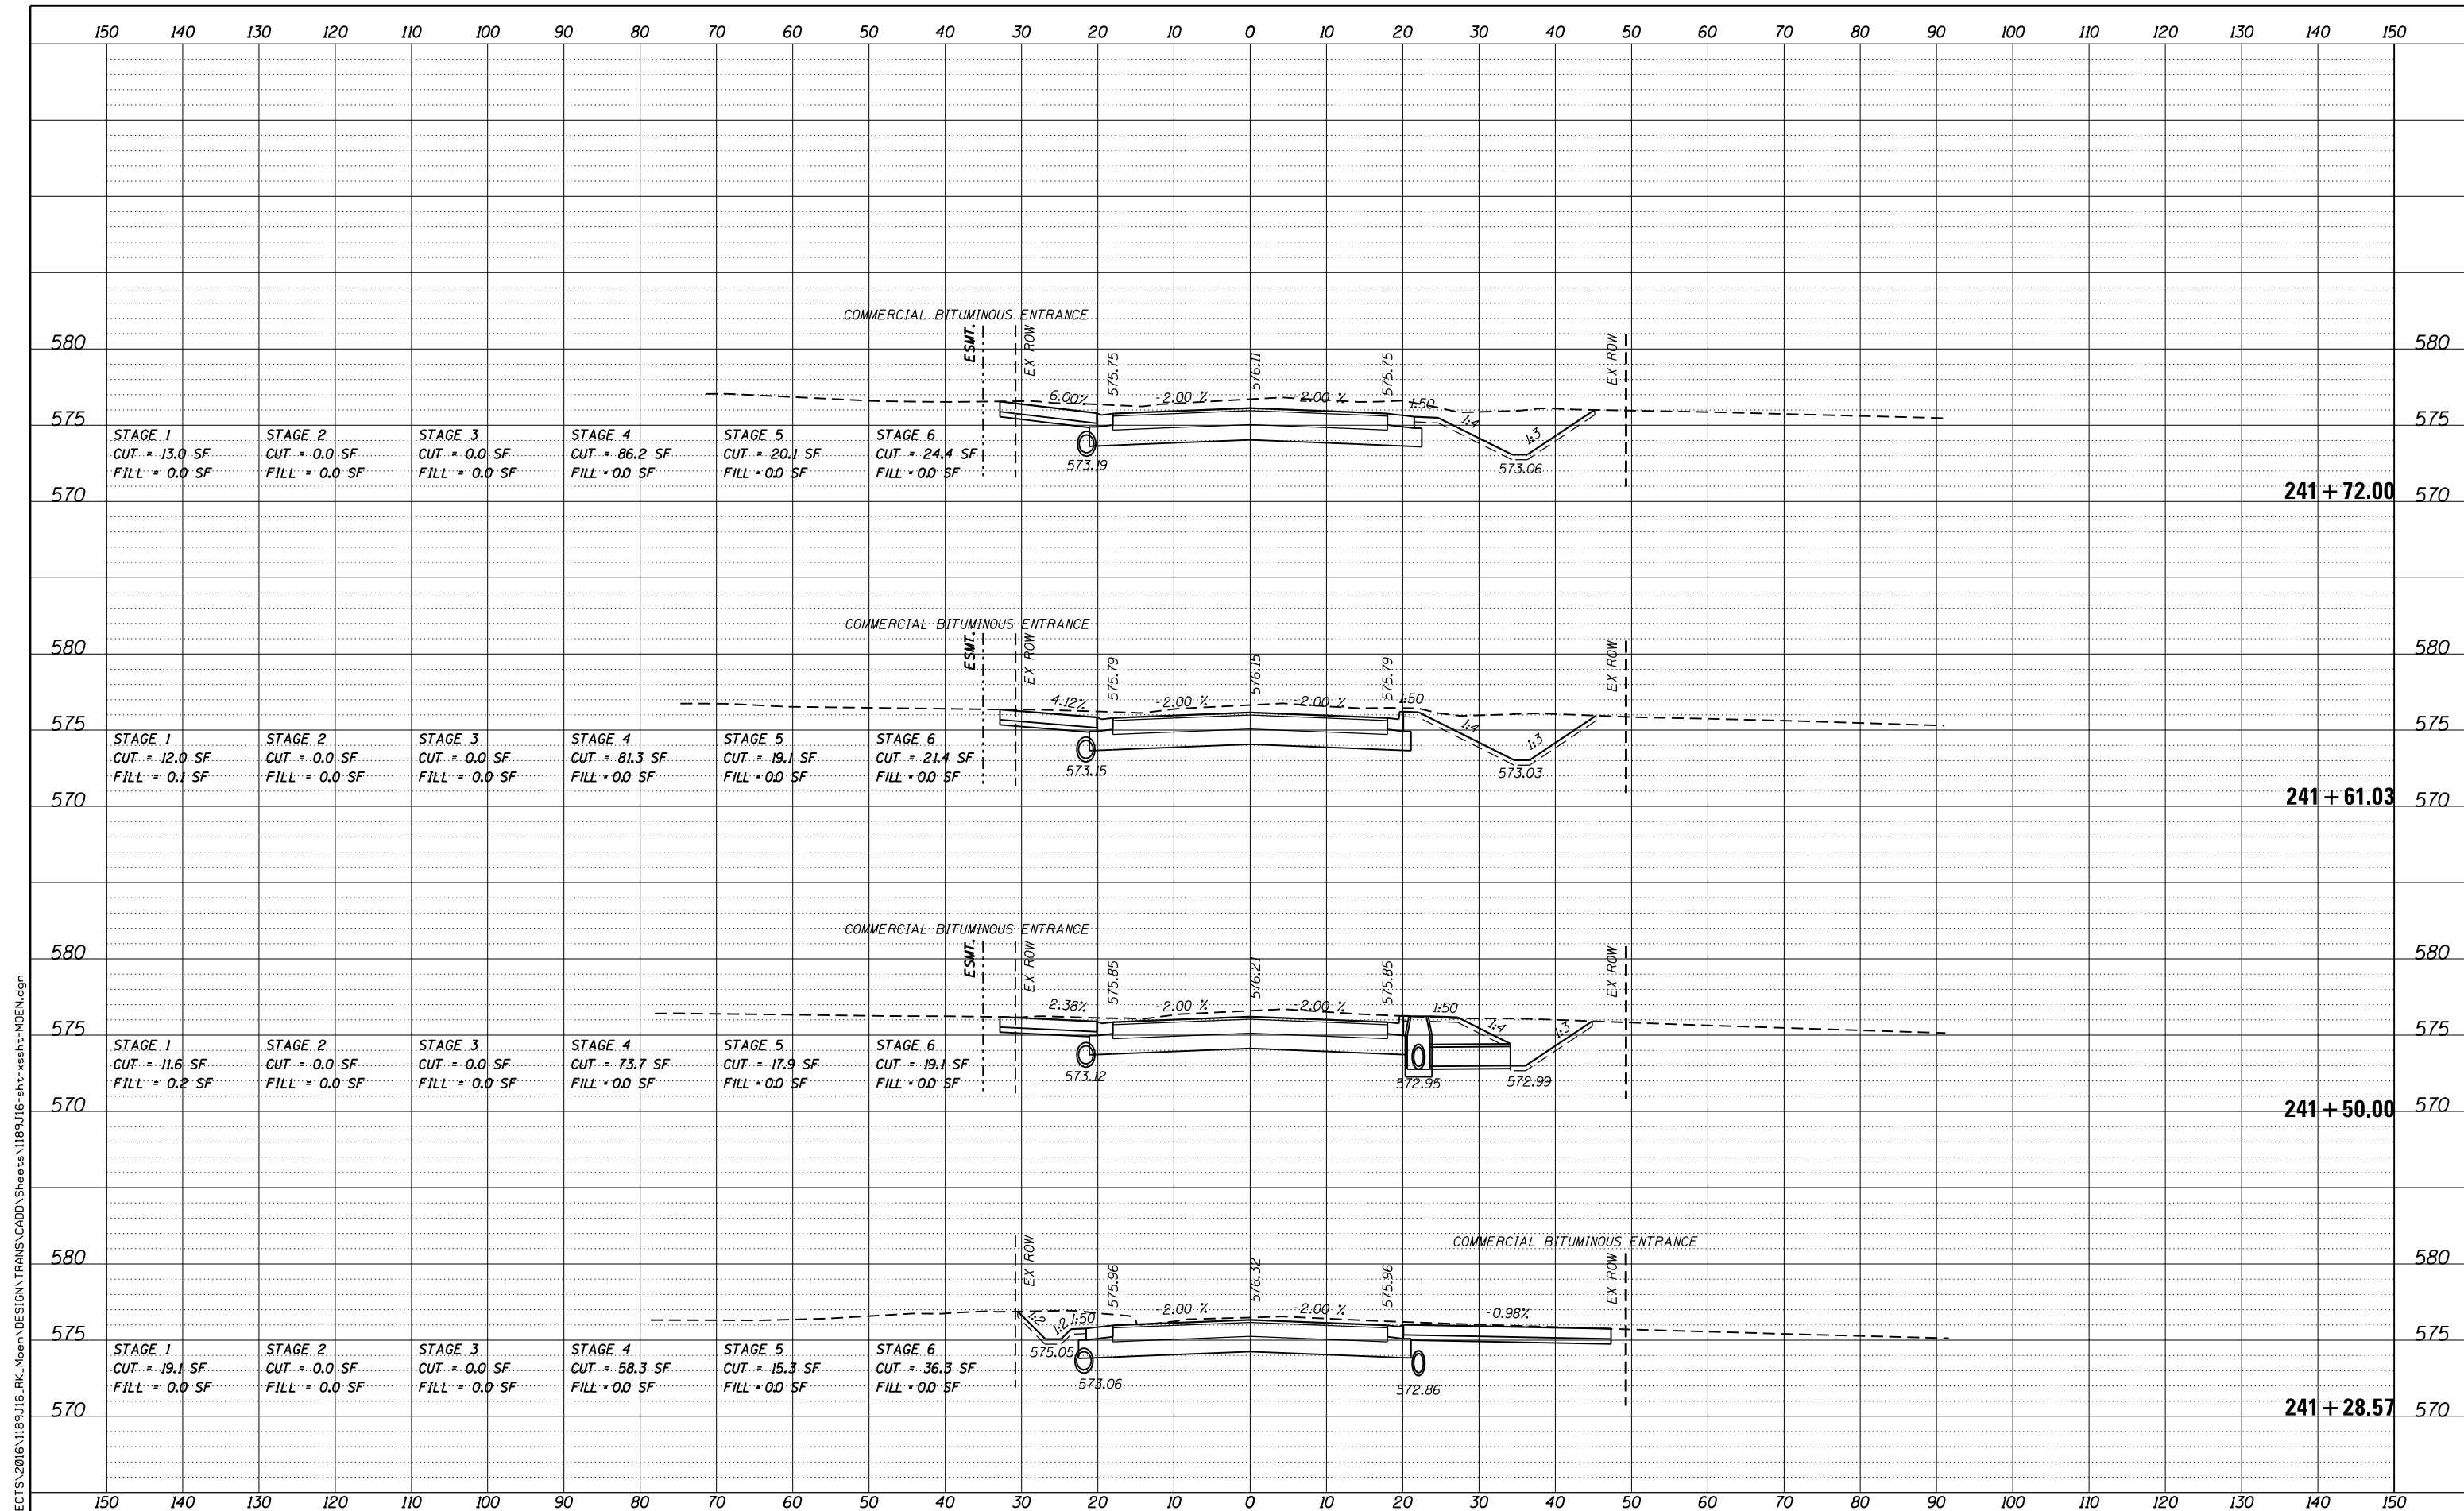 150 140 130 120 110 100 90 80 70 60 50 40 30 20 10 0 10 20 30 40 50 60 70 80 90 100 110 120 130 140 150
COMMERCIAL BITUMINOUS ENTRANCE
ESMT.
EX ROW
575.75
576.11
575.75
EX ROW
580 580
6.00% -2.00 % -2.00 % 1:50 1:4 1:3
575 575
STAGE 1 STAGE 2 STAGE 3 STAGE 4 STAGE 5 STAGE 6
CUT = 13.0 SF CUT = 0.0 SF CUT = 0.0 SF CUT = 86.2 SF CUT = 20.1 SF CUT = 24.4 SF
FILL = 0.0 SF FILL = 0.0 SF FILL = 0.0 SF FILL = 0.0 SF FILL = 0.0 SF FILL = 0.0 SF
573.19 573.06
570 241+72.00 570
COMMERCIAL BITUMINOUS ENTRANCE
ESMT.
EX ROW
575.79
576.15
575.79
EX ROW
580 580
4.12% -2.00 % -2.00 % 1:50 1:4 1:3
575 575
STAGE 1 STAGE 2 STAGE 3 STAGE 4 STAGE 5 STAGE 6
CUT = 12.0 SF CUT = 0.0 SF CUT = 0.0 SF CUT = 81.3 SF CUT = 19.1 SF CUT = 21.4 SF
FILL = 0.1 SF FILL = 0.0 SF FILL = 0.0 SF FILL = 0.0 SF FILL = 0.0 SF FILL = 0.0 SF
573.15 573.03
570 241+61.03 570
COMMERCIAL BITUMINOUS ENTRANCE
ESMT.
EX ROW
575.85
576.21
575.85
EX ROW
580 580
2.38% -2.00 % -2.00 % 1:50 1:4 1:3
575 575
STAGE 1 STAGE 2 STAGE 3 STAGE 4 STAGE 5 STAGE 6
CUT = 11.6 SF CUT = 0.0 SF CUT = 0.0 SF CUT = 73.7 SF CUT = 17.9 SF CUT = 19.1 SF
FILL = 0.2 SF FILL = 0.0 SF FILL = 0.0 SF FILL = 0.0 SF FILL = 0.0 SF FILL = 0.0 SF
573.12 572.95 572.99
570 241+50.00 570
COMMERCIAL BITUMINOUS ENTRANCE
EX ROW
575.96
576.32
575.96
EX ROW
580 580
1:2 1:2 1:50 -2.00 % -2.00 % -0.98%
575 575
STAGE 1 STAGE 2 STAGE 3 STAGE 4 STAGE 5 STAGE 6
CUT = 19.1 SF CUT = 0.0 SF CUT = 0.0 SF CUT = 58.3 SF CUT = 15.3 SF CUT = 36.3 SF
FILL = 0.0 SF FILL = 0.0 SF FILL = 0.0 SF FILL = 0.0 SF FILL = 0.0 SF FILL = 0.0 SF
575.05 573.06 572.86
570 241+28.57 570
150 140 130 120 110 100 90 80 70 60 50 40 30 20 10 0 10 20 30 40 50 60 70 80 90 100 110 120 130 140 150
ECTS\2016\1189J16_RK_Moen\DESIGN\TRANS\CADD\Sheets\1189J16-sht-xssht-MOEN.dgn